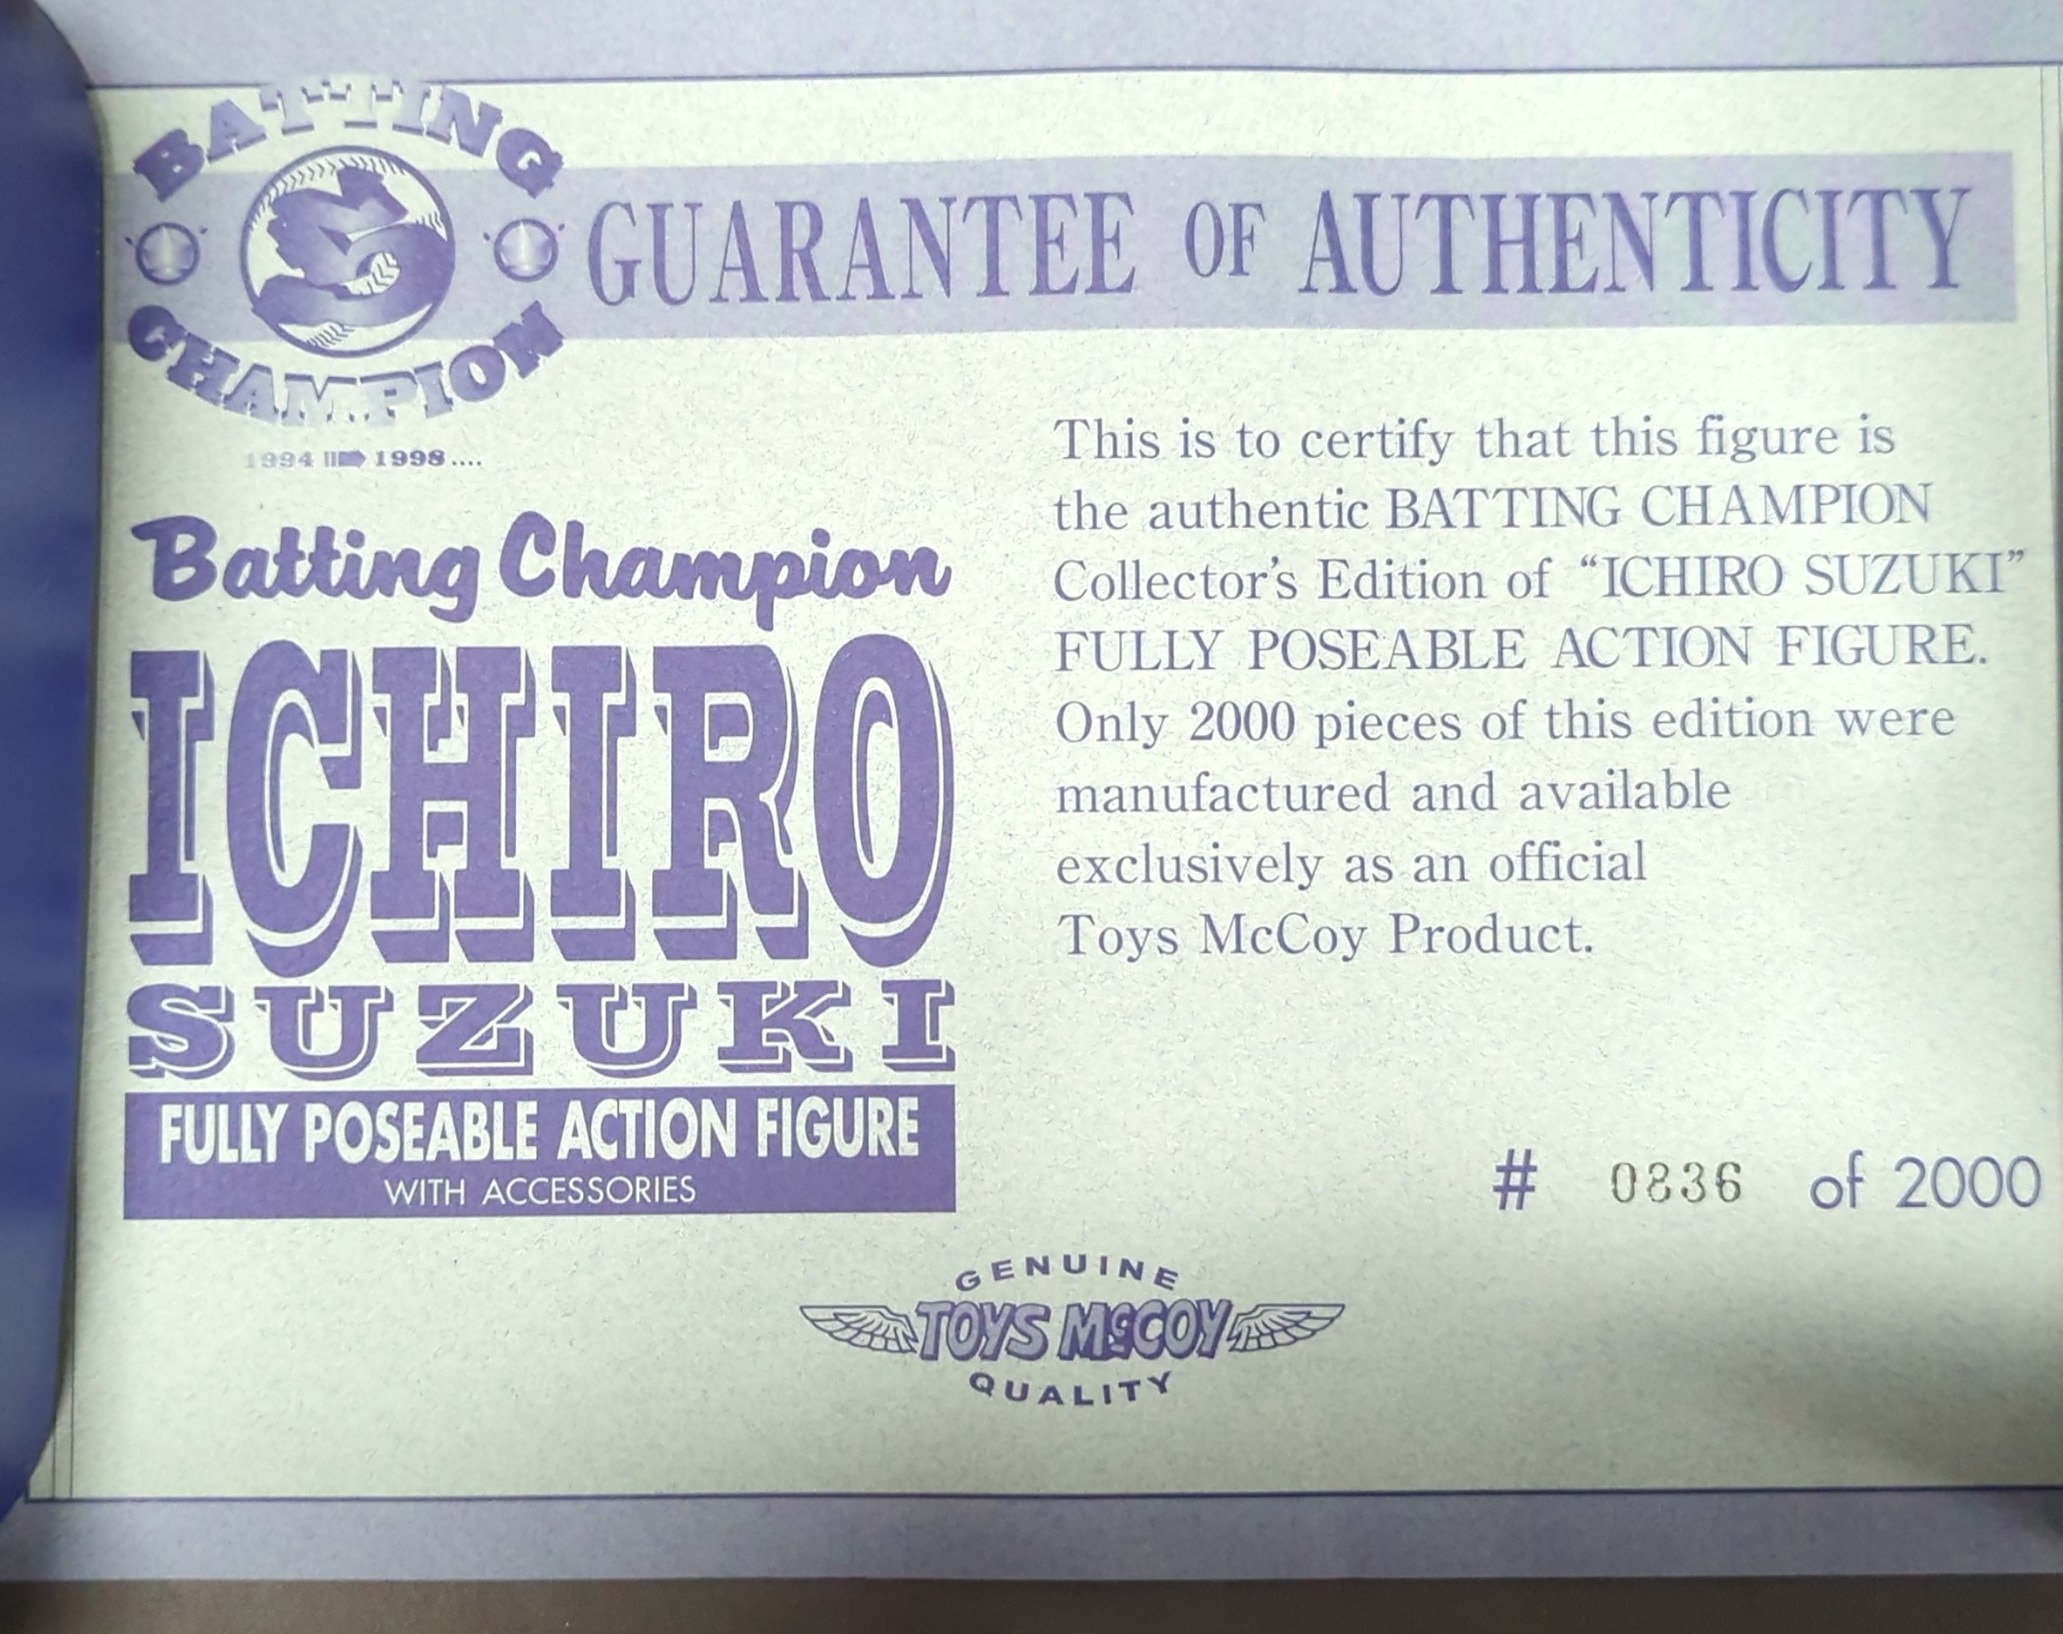 BATTING
CHAMPION
1994 1998....
GUARANTEE OF AUTHENTICITY
Batting Champion
ICHIRO
SUZUKI
FULLY POSEABLE ACTION FIGURE
WITH ACCESSORIES
This is to certify that this figure is
the authentic BATTING CHAMPION
Collector's Edition of “ICHIRO SUZUKI”
FULLY POSEABLE ACTION FIGURE.
Only 2000 pieces of this edition were
manufactured and available
exclusively as an official
Toys McCoy Product.
# 0836 of 2000
GENUINE
TOYS McCOY
QUALITY